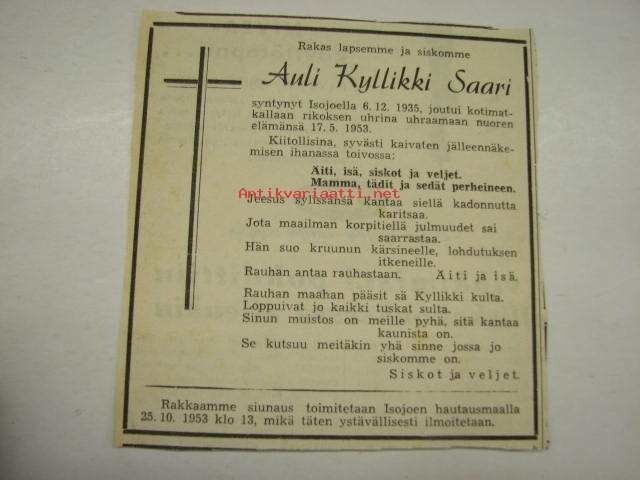 Rakas lapsemme ja siskomme
Auli Kyllikki Saari
syntynyt Isojoella 6.12. 1935, joutui kotimat-
kallaan rikoksen uhrina uhraamaan nuoren
elämänsä 17.5. 1953.
Kiitollisina, syvästi kaivaten jälleennäke-
misen ihanassa toivossa:
Äiti, isä, siskot ja veljet.
Mamma, tädit ja sedät perheineen.
Antikvariaatti.net
Jeesus sylissänsä kantaa siellä kadonnutta
karitsaa.
Jota maailman korpitiellä julmuudet sai
saarrastaa.
Hän suo kruunun kärsineelle, lohdutuksen
itkeneille.
Rauhan antaa rauhastaan. Äiti ja isä.
Rauhan maahan pääsit sä Kyllikki kulta.
Loppuivat jo kaikki tuskat sulta.
Sinun muistos on meille pyhä, sitä kantaa
kaunista on.
Se kutsuu meitäkin yhä sinne jossa jo
siskomme on.
Siskot ja veljet.
Rakkaamme siunaus toimitetaan Isojoen hautausmaalla
25.10. 1953 klo 13, mikä täten ystävällisesti ilmoitetaan.